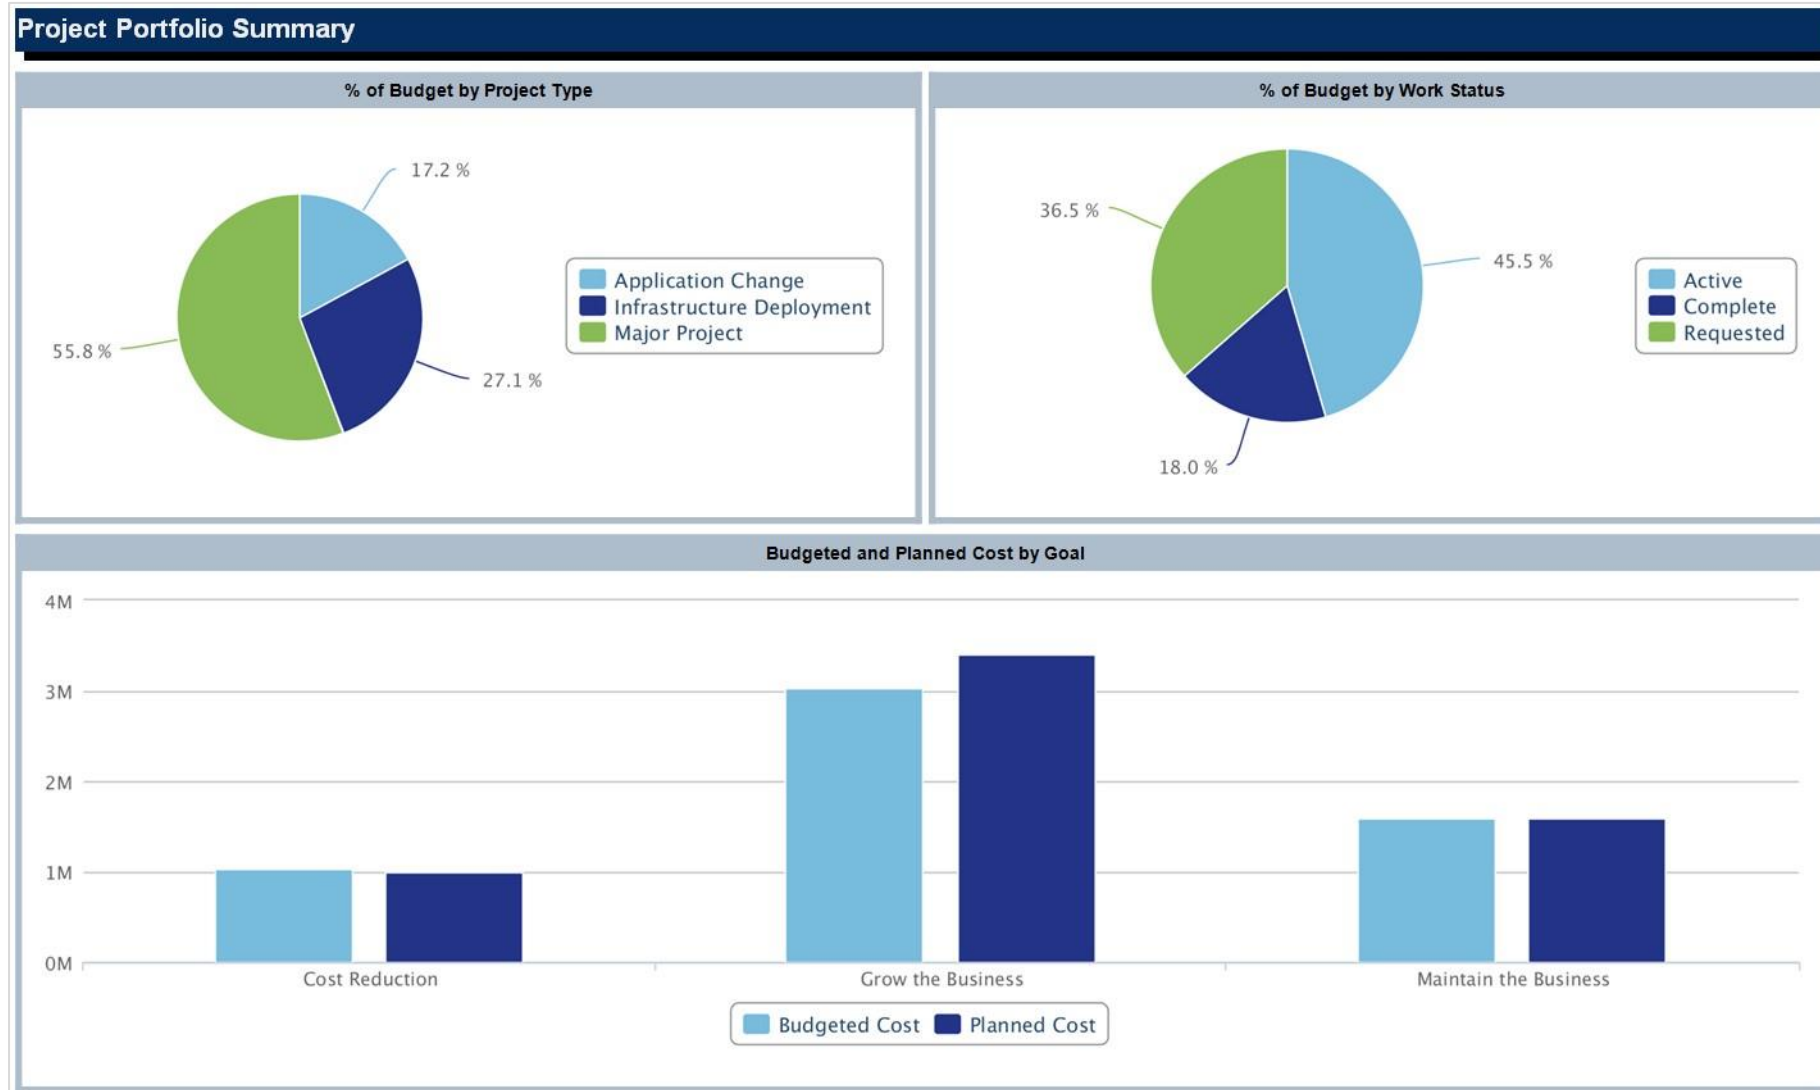 Project Portfolio Summary
% of Budget by Project Type
17.2 %
55.8 %
27.1 %
Application Change
Infrastructure Deployment
Major Project
% of Budget by Work Status
36.5 %
45.5 %
18.0 %
Active
Complete
Requested
Budgeted and Planned Cost by Goal
4M
3M
2M
1M
0M
Cost Reduction
Grow the Business
Maintain the Business
Budgeted Cost
Planned Cost